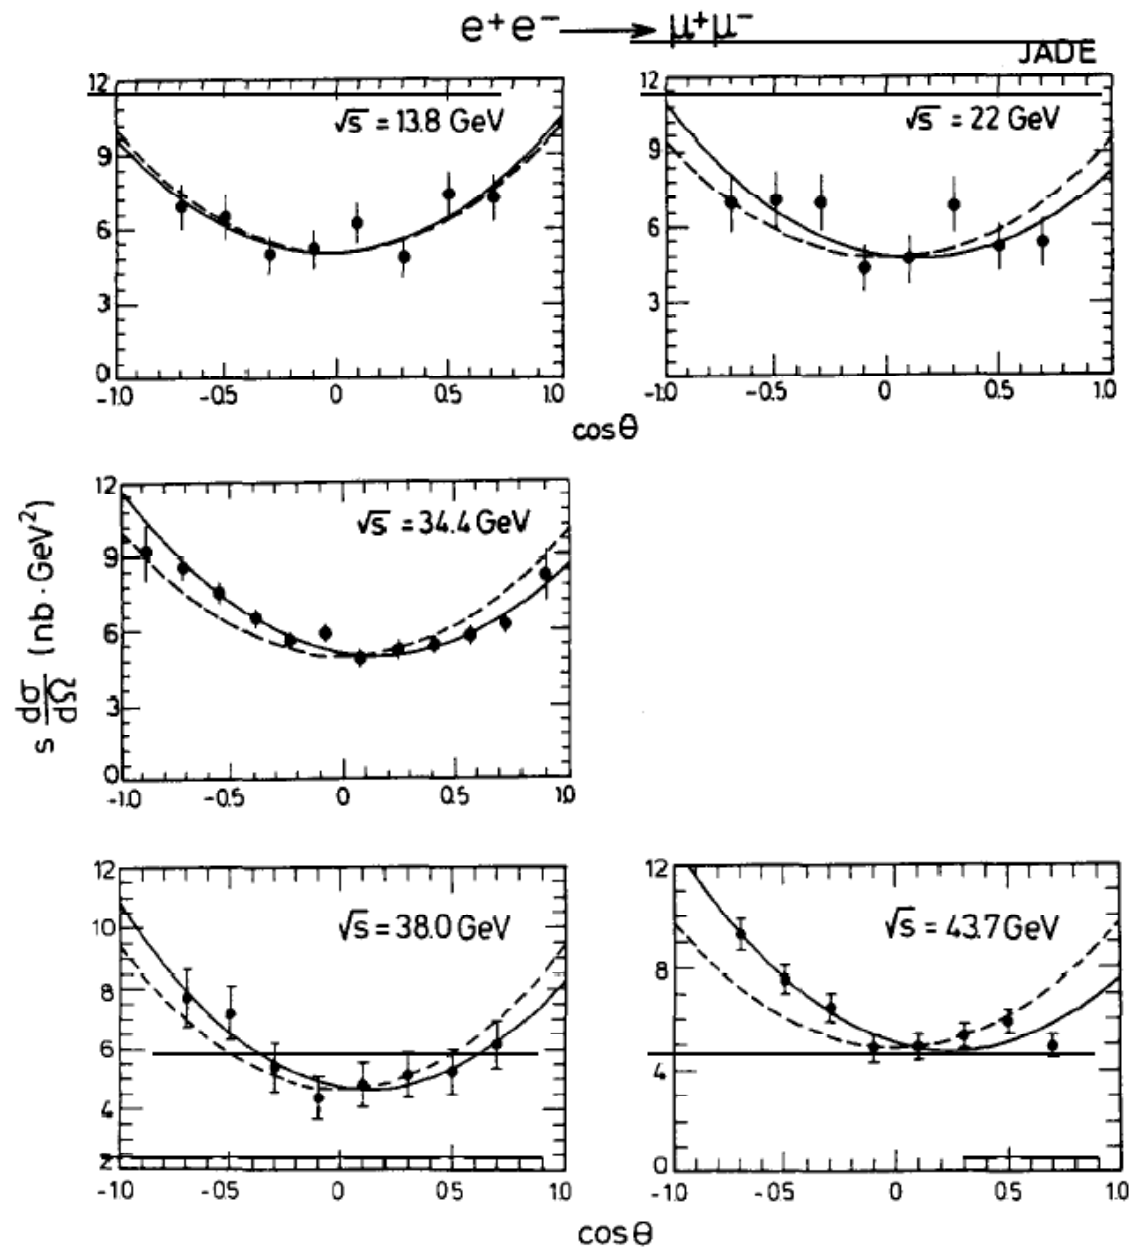 e⁺e⁻ ⟶ μ⁺μ⁻
JADE
√s = 13.8 GeV
12
9
6
3
0
-1.0 -0.5 0 0.5 1.0
√s = 22 GeV
12
9
6
3
-1.0 -0.5 0 0.5 1.0
cosθ
s dσ/dΩ (nb·GeV²)
√s = 34.4 GeV
12
9
6
3
0
-1.0 -0.5 0 0.5 1.0
√s = 38.0 GeV
12
10
8
6
4
2
-1.0 -0.5 0 0.5 1.0
√s = 43.7 GeV
12
8
4
0
-1.0 -0.5 0 0.5 1.0
cosθ